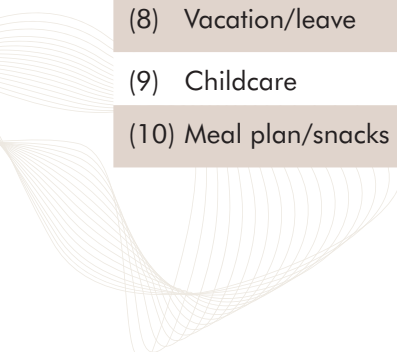 (8) Vacation/leave
(9) Childcare
(10) Meal plan/snacks